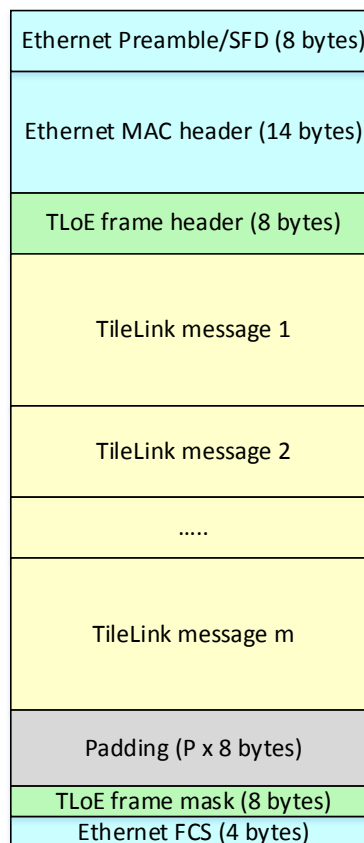 Ethernet Preamble/SFD (8 bytes)
Ethernet MAC header (14 bytes)
TLoE frame header (8 bytes)
TileLink message 1
TileLink message 2
.....
TileLink message m
Padding (P x 8 bytes)
TLoE frame mask (8 bytes)
Ethernet FCS (4 bytes)